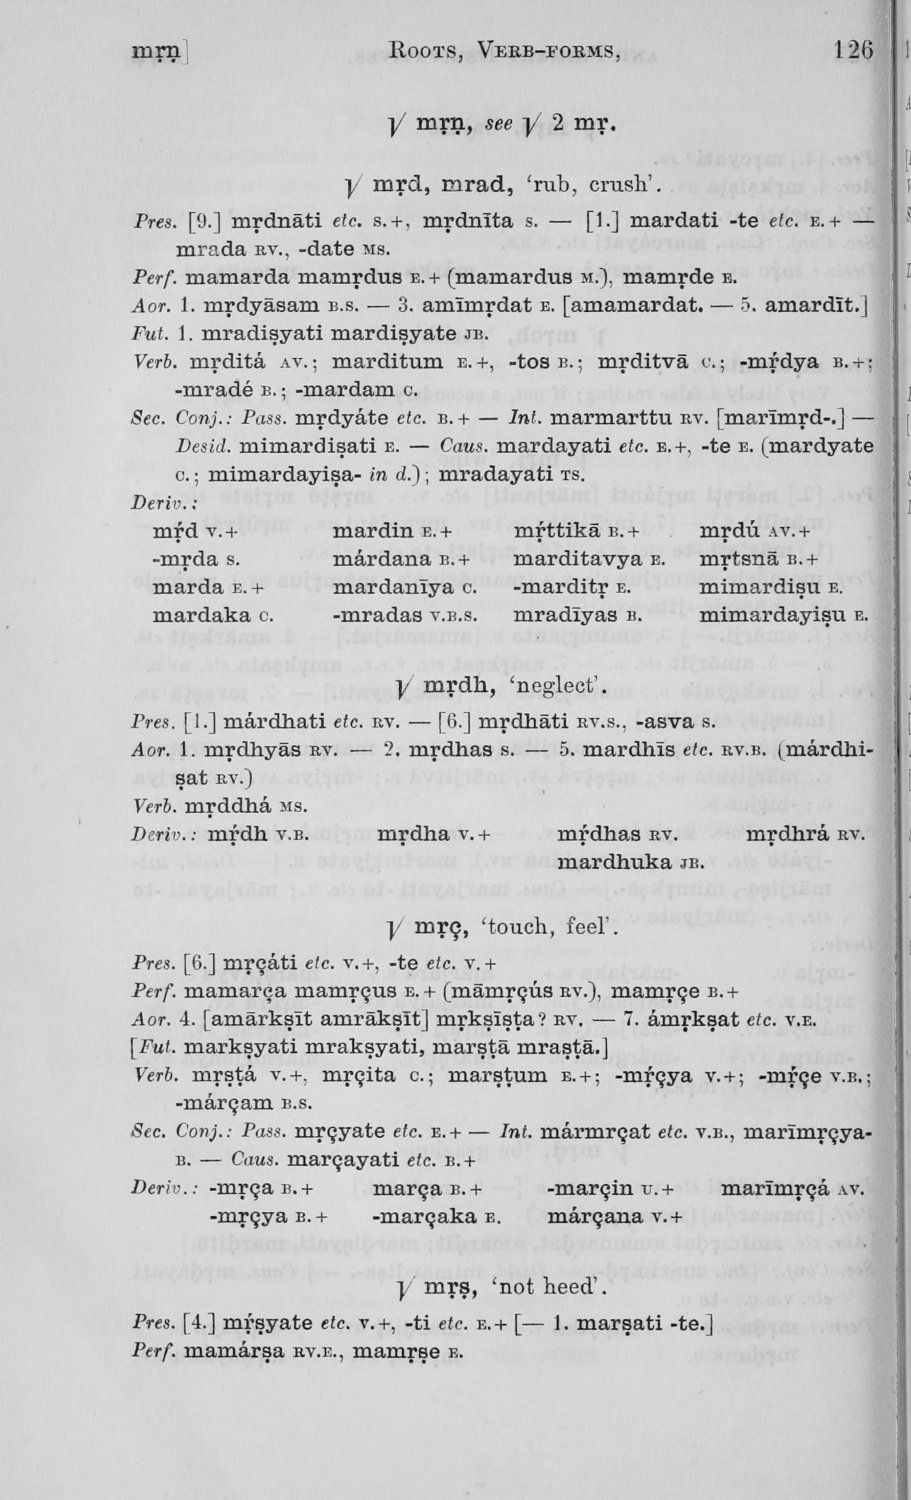 mṛṇ] Roots, Verb-forms, 126
√ mṛṇ, see √ 2 mṛ.
√ mṛd, mrad, ‘rub, crush’.
Pres. [9.] mṛdnāti etc. s.+, mṛdnīta s. — [1.] mardati -te etc. E.+ —
mrada RV., -date MS.
Perf. mamarda mamṛdus E.+ (mamardus M.), mamṛde E.
Aor. 1. mṛdyāsam B.S. — 3. amīmṛdat E. [amamardat. — 5. amardīt.]
Fut. 1. mradiṣyati mardiṣyate JB.
Verb. mṛditá AV.; marditum E.+, -tos B.; mṛditvā C.; -mṛ́dya B.+;
-mradé B.; -mardam C.
Sec. Conj.: Pass. mṛdyáte etc. B.+ — Int. marmarttu RV. [marīmṛd-.] —
Desid. mimardiṣati E. — Caus. mardayati etc. E.+, -te E. (mardyate
C.; mimardayiṣa- in d.); mradayati TS.
Deriv.:
mṛ́d V.+ mardin E.+ mṛ́ttikā B.+ mṛdú AV.+
-mṛda S. márdana B.+ marditavya E. mṛtsnā B.+
marda E.+ mardanīya C. -marditṛ E. mimardiṣu E.
mardaka C. -mradas V.B.S. mradīyas B. mimardayiṣu E.
√ mṛdh, ‘neglect’.
Pres. [1.] márdhati etc. RV. — [6.] mṛdhāti RV.S., -asva S.
Aor. 1. mṛdhyās RV. — 2. mṛdhas S. — 5. mardhīs etc. RV.B. (márdhi-
ṣat RV.)
Verb. mṛddhá MS.
Deriv.: mṛ́dh V.B. mṛdha V.+ mṛ́dhas RV. mṛdhrá RV.
mardhuka JB.
√ mṛç, ‘touch, feel’.
Pres. [6.] mṛçáti etc. V.+, -te etc. V.+
Perf. mamarça mamṛçus E.+ (māmṛçús RV.), mamṛçe B.+
Aor. 4. [amārkṣīt amrākṣīt] mṛkṣīṣṭa? RV. — 7. ámṛkṣat etc. V.E.
[Fut. markṣyati mrakṣyati, marṣṭā mraṣṭā.]
Verb. mṛṣṭá V.+, mṛçita C.; marṣṭum E.+; -mṛ́çya V.+; -mṛ́çe V.B.;
-márçam B.S.
Sec. Conj.: Pass. mṛçyate etc. E.+ — Int. mármṛçat etc. V.B., marīmṛçya-
B. — Caus. marçayati etc. B.+
Deriv.: -mṛça B.+ marça B.+ -marçin U.+ marīmṛçá AV.
-mṛçya B.+ -marçaka E. márçana V.+
√ mṛṣ, ‘not heed’.
Pres. [4.] mṛ́ṣyate etc. V.+, -ti etc. E.+ [— 1. marṣati -te.]
Perf. mamárṣa RV.E., mamṛṣe E.